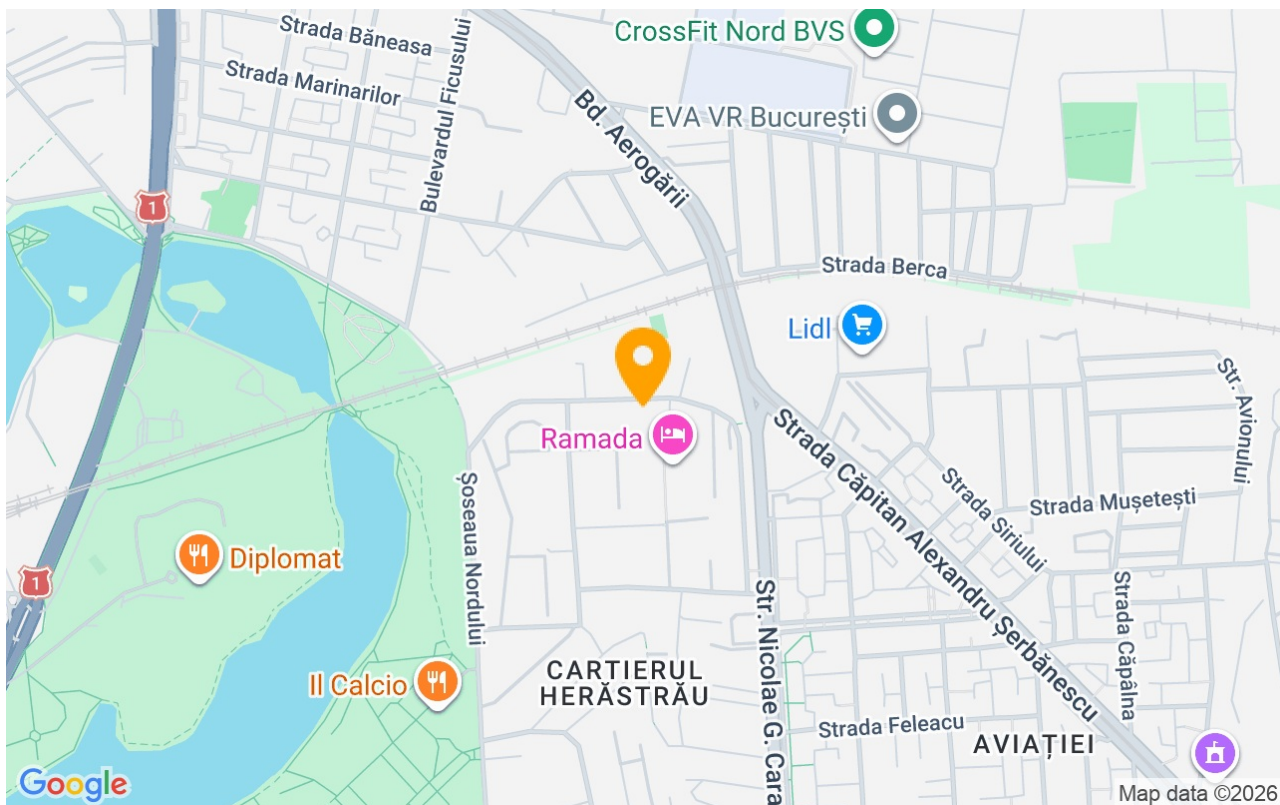 CrossFit Nord BVS
Strada Băneasa
Strada Marinarilor
Bulevardul Ficusului
Bd. Aerogării
EVA VR București
1
Strada Berca
Lidl
Ramada
Str. Avionului
Strada Căpitan Alexandru Șerbănescu
Strada Siriului
Strada Mușetești
Șoseaua Nordului
Diplomat
1
Str. Nicolae G. Cara
Strada Căpâlna
CARTIERUL
HERĂSTRĂU
Il Calcio
Strada Feleacu
AVIAȚIEI
Google
Map data ©2026